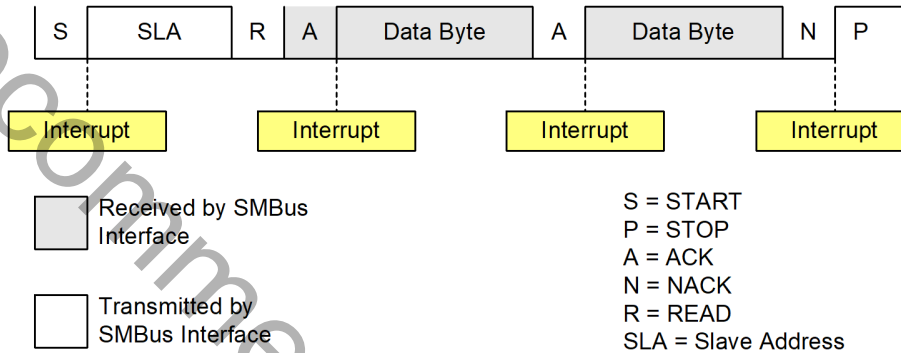 S SLA R A Data Byte A Data Byte N P
Interrupt Interrupt Interrupt Interrupt
Received by SMBus
Interface
Transmitted by
SMBus Interface
S = START
P = STOP
A = ACK
N = NACK
R = READ
SLA = Slave Address